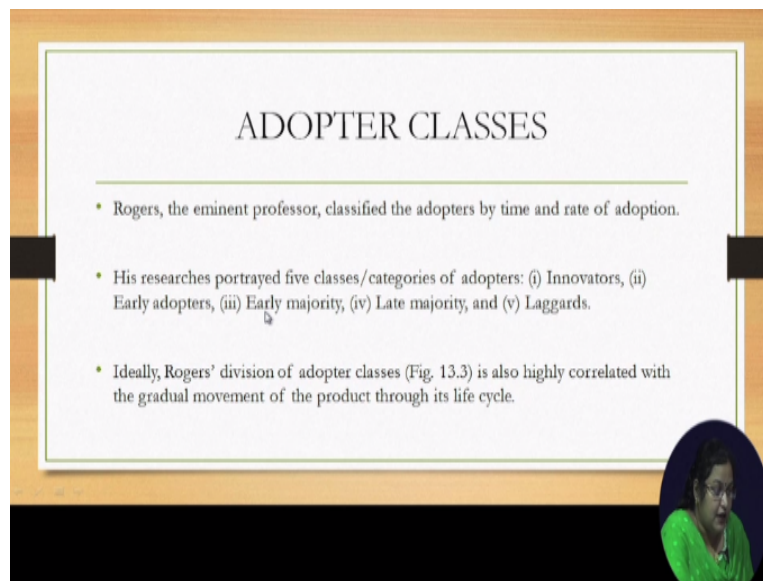 ADOPTER CLASSES
• Rogers, the eminent professor, classified the adopters by time and rate of adoption.
• His researches portrayed five classes/categories of adopters: (i) Innovators, (ii)
Early adopters, (iii) Early majority, (iv) Late majority, and (v) Laggards.
• Ideally, Rogers' division of adopter classes (Fig. 13.3) is also highly correlated with
the gradual movement of the product through its life cycle.